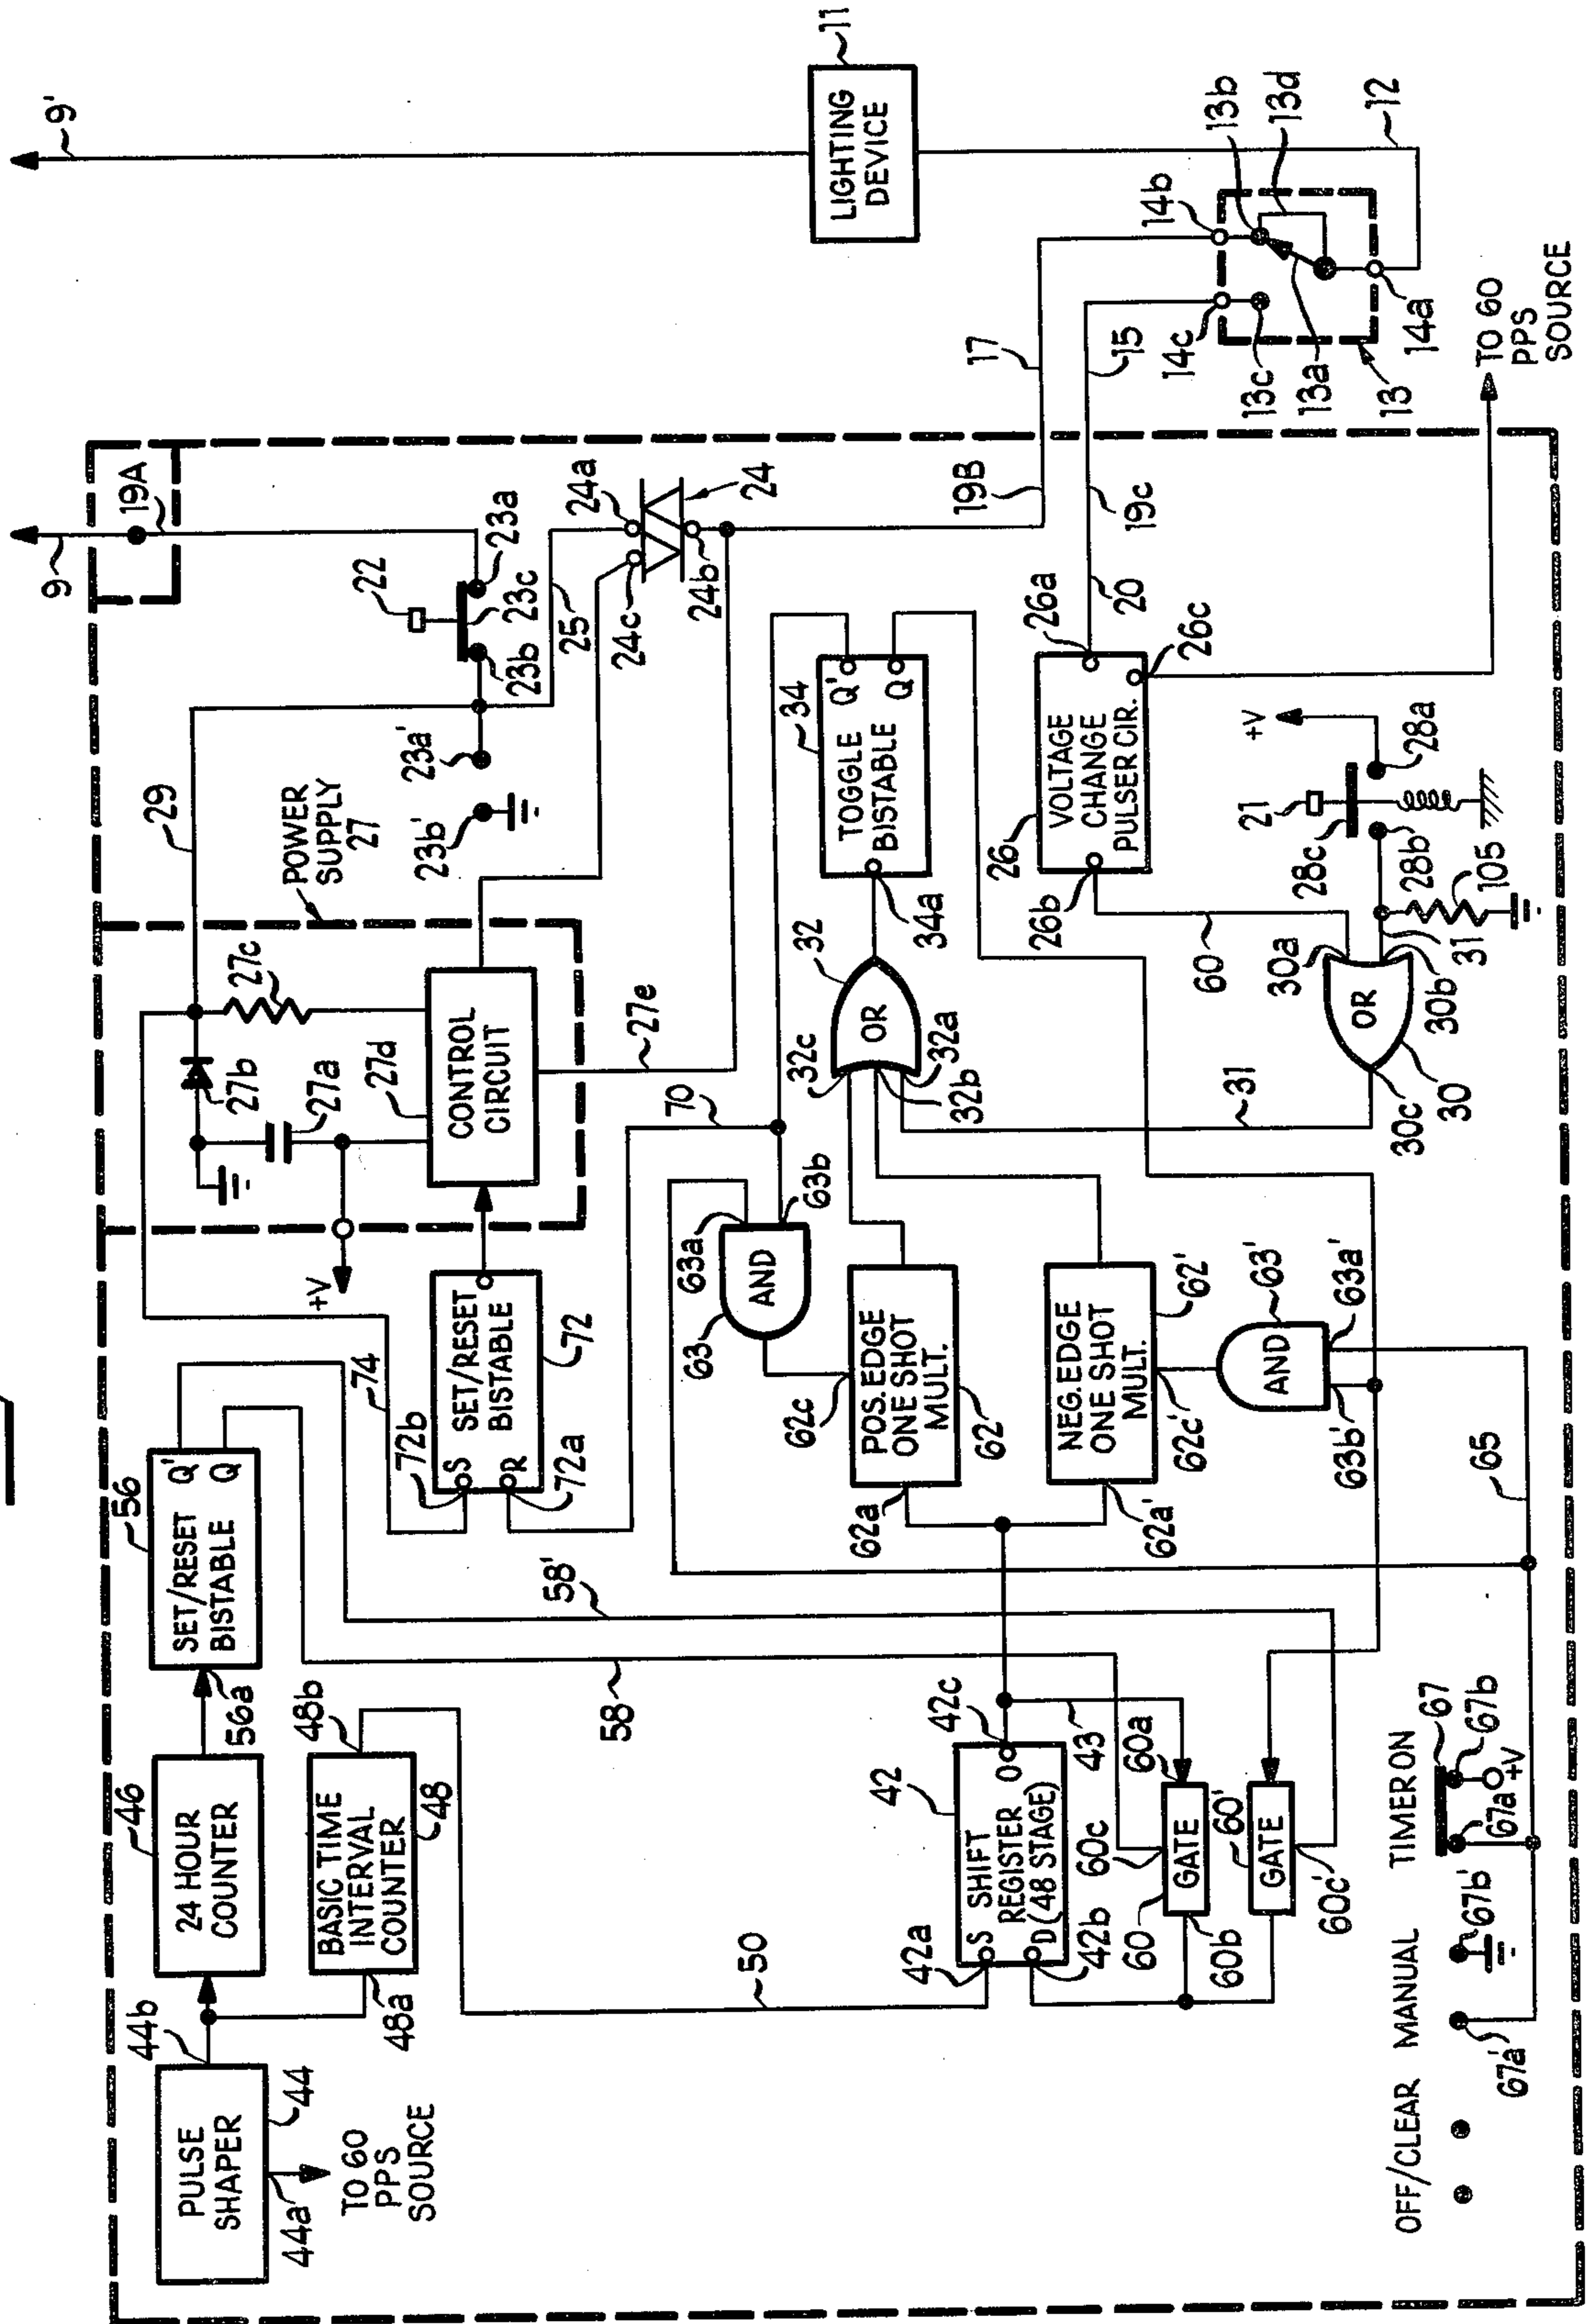 9
9'
19A
LIGHTING
DEVICE
11
12
13b
13d
14b
14c
13c
13a
13
14a
17
15
TO 60
PPS
SOURCE
22
23a
23c
23b
23a'
23b'
25
24a
24
24c
24b
19B
19c
20
29
POWER
SUPPLY
27
27c
27b
27a
27d
CONTROL
CIRCUIT
27e
+V
TOGGLE
BISTABLE
Q'
Q
34
34a
VOLTAGE
CHANGE
PULSER CIR.
26
26a
26b
26c
+V
21
28a
28b
28c
105
31
60
OR
30a
30b
30c
30
31
OR
32
32c
32b
32a
70
AND
63a
63b
63
POS. EDGE
ONE SHOT
MULT.
62c
62
62a
NEG. EDGE
ONE SHOT
MULT.
62'
62c'
62a'
AND
63'
63a'
63b'
65
SET/RESET
BISTABLE
S
R
72b
72
72a
74
SET/RESET
BISTABLE
Q'
Q
56
56a
58'
58
24 HOUR
COUNTER
46
BASIC TIME
INTERVAL
COUNTER
48b
48
48a
50
PULSE
SHAPER
44b
44
44a
TO 60
PPS
SOURCE
S SHIFT
REGISTER O
D (48 STAGE)
42
42a
42b
42c
43
GATE
60a
60c
60
60b
GATE
60'
60c'
OFF/CLEAR MANUAL TIMER ON
67
67b
67a
+V
67b'
67a'